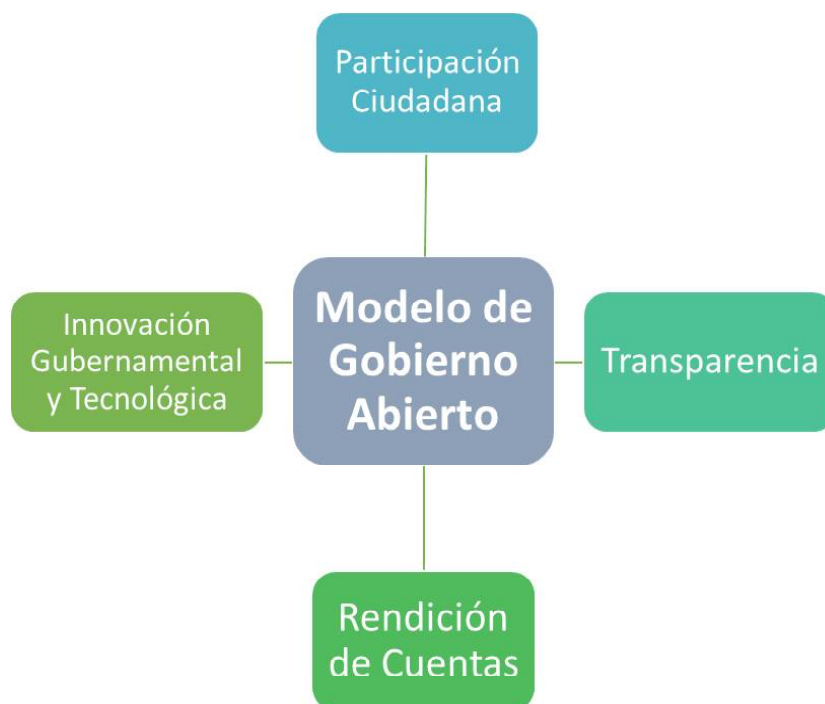 Participación
Ciudadana
Innovación
Gubernamental
y Tecnológica
Modelo de
Gobierno
Abierto
Transparencia
Rendición
de Cuentas